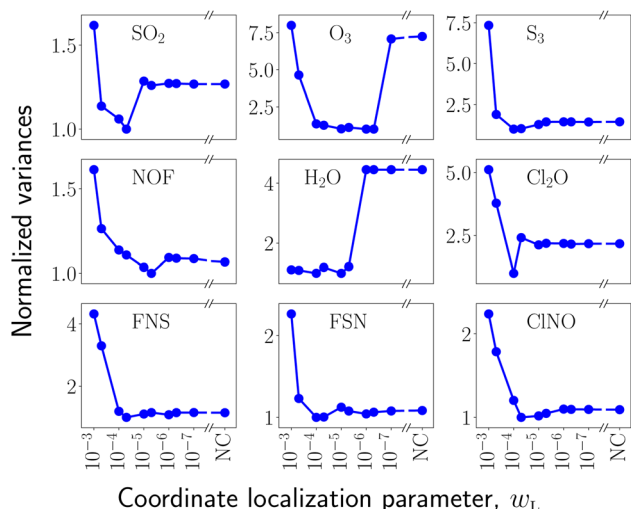 SO₂
1.5
1.0
O₃
7.5
5.0
2.5
S₃
7.5
5.0
2.5
Normalized variances
NOF
1.5
1.0
H₂O
4
2
Cl₂O
5.0
2.5
FNS
4
2
FSN
2
1
ClNO
2
1
10⁻³
10⁻⁴
10⁻⁵
10⁻⁶
10⁻⁷
NC
10⁻³
10⁻⁴
10⁻⁵
10⁻⁶
10⁻⁷
NC
10⁻³
10⁻⁴
10⁻⁵
10⁻⁶
10⁻⁷
NC
Coordinate localization parameter, w_L